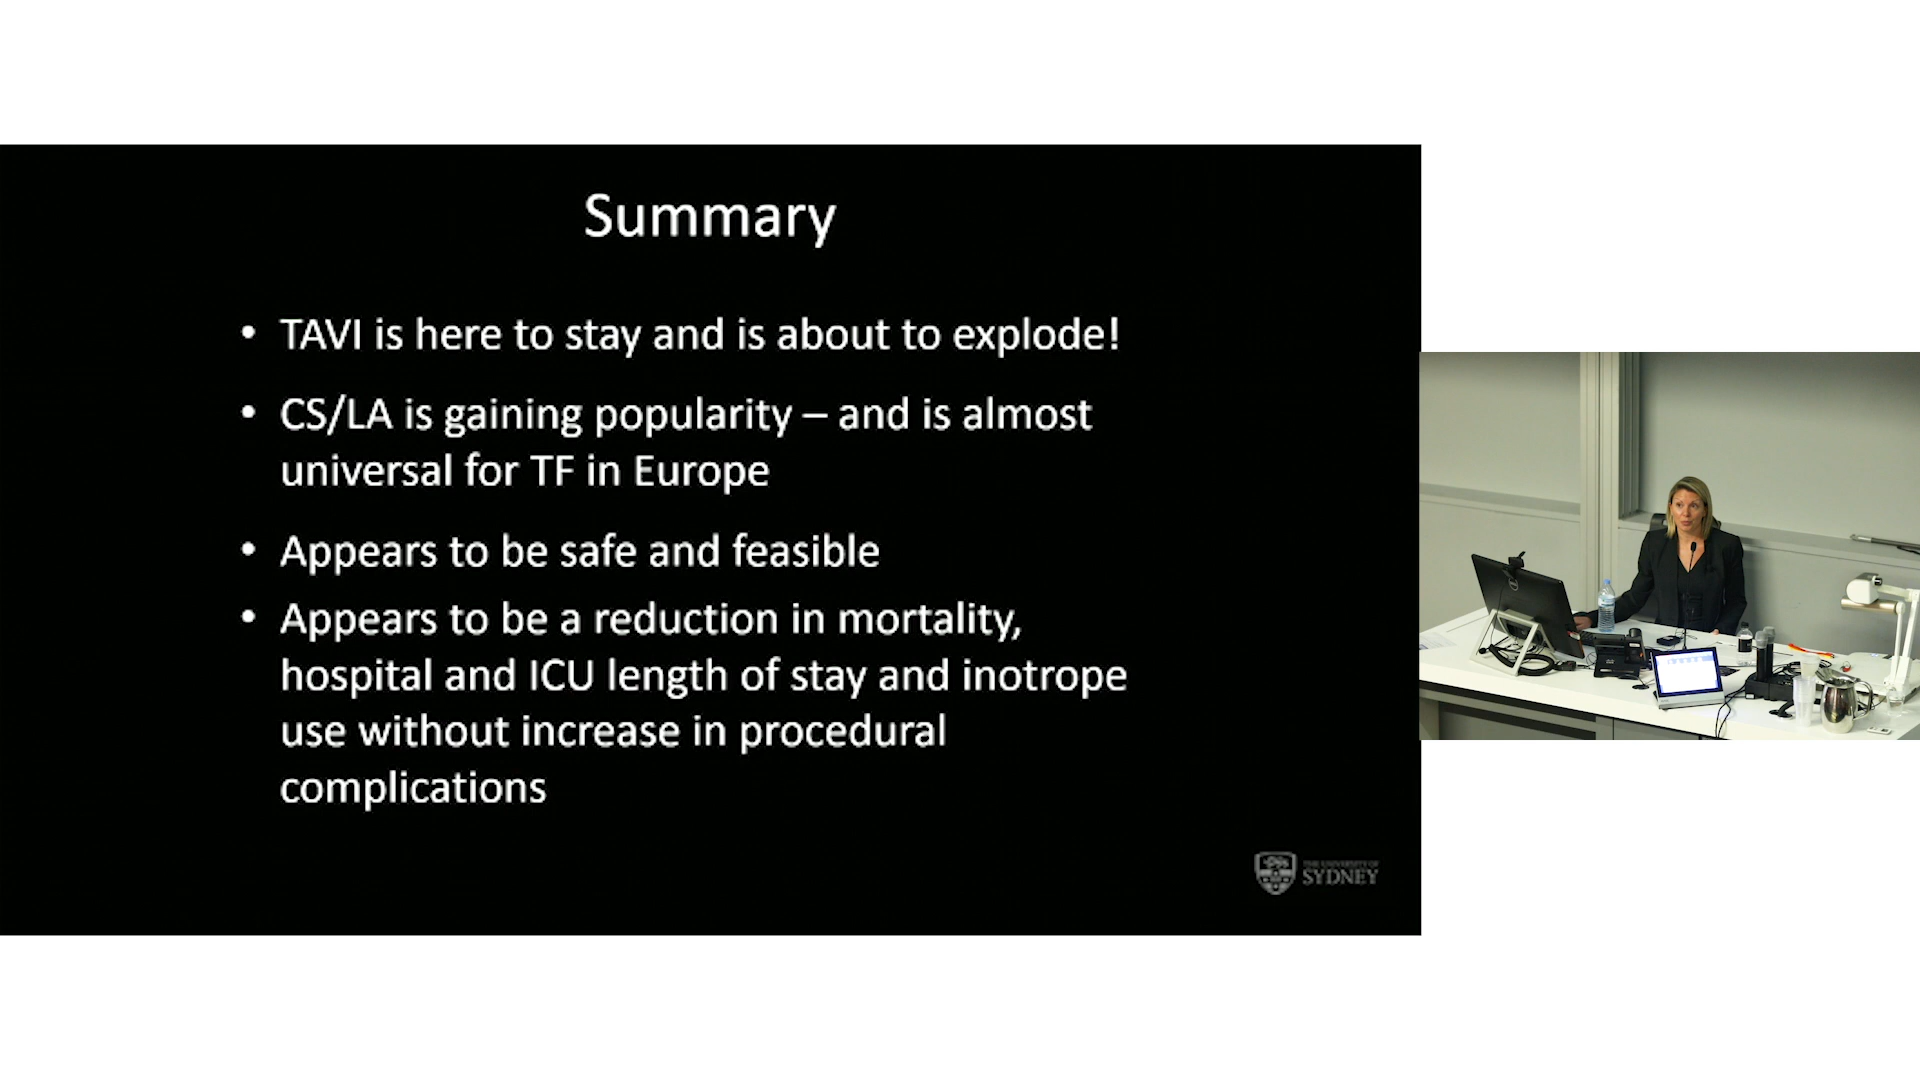 Summary
• TAVI is here to stay and is about to explode!
• CS/LA is gaining popularity – and is almost
universal for TF in Europe
• Appears to be safe and feasible
• Appears to be a reduction in mortality,
hospital and ICU length of stay and inotrope
use without increase in procedural
complications
THE UNIVERSITY OF
SYDNEY